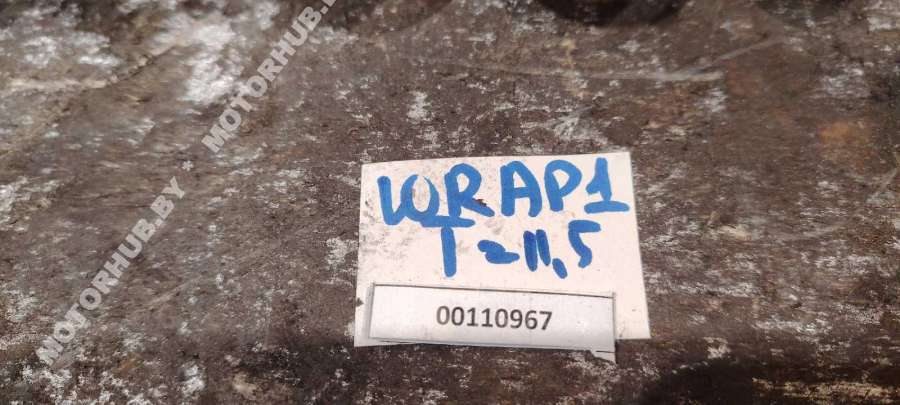 MOTORHUB.BY * MOTORHUB.BY
WRAP1
T=11,5
00110967